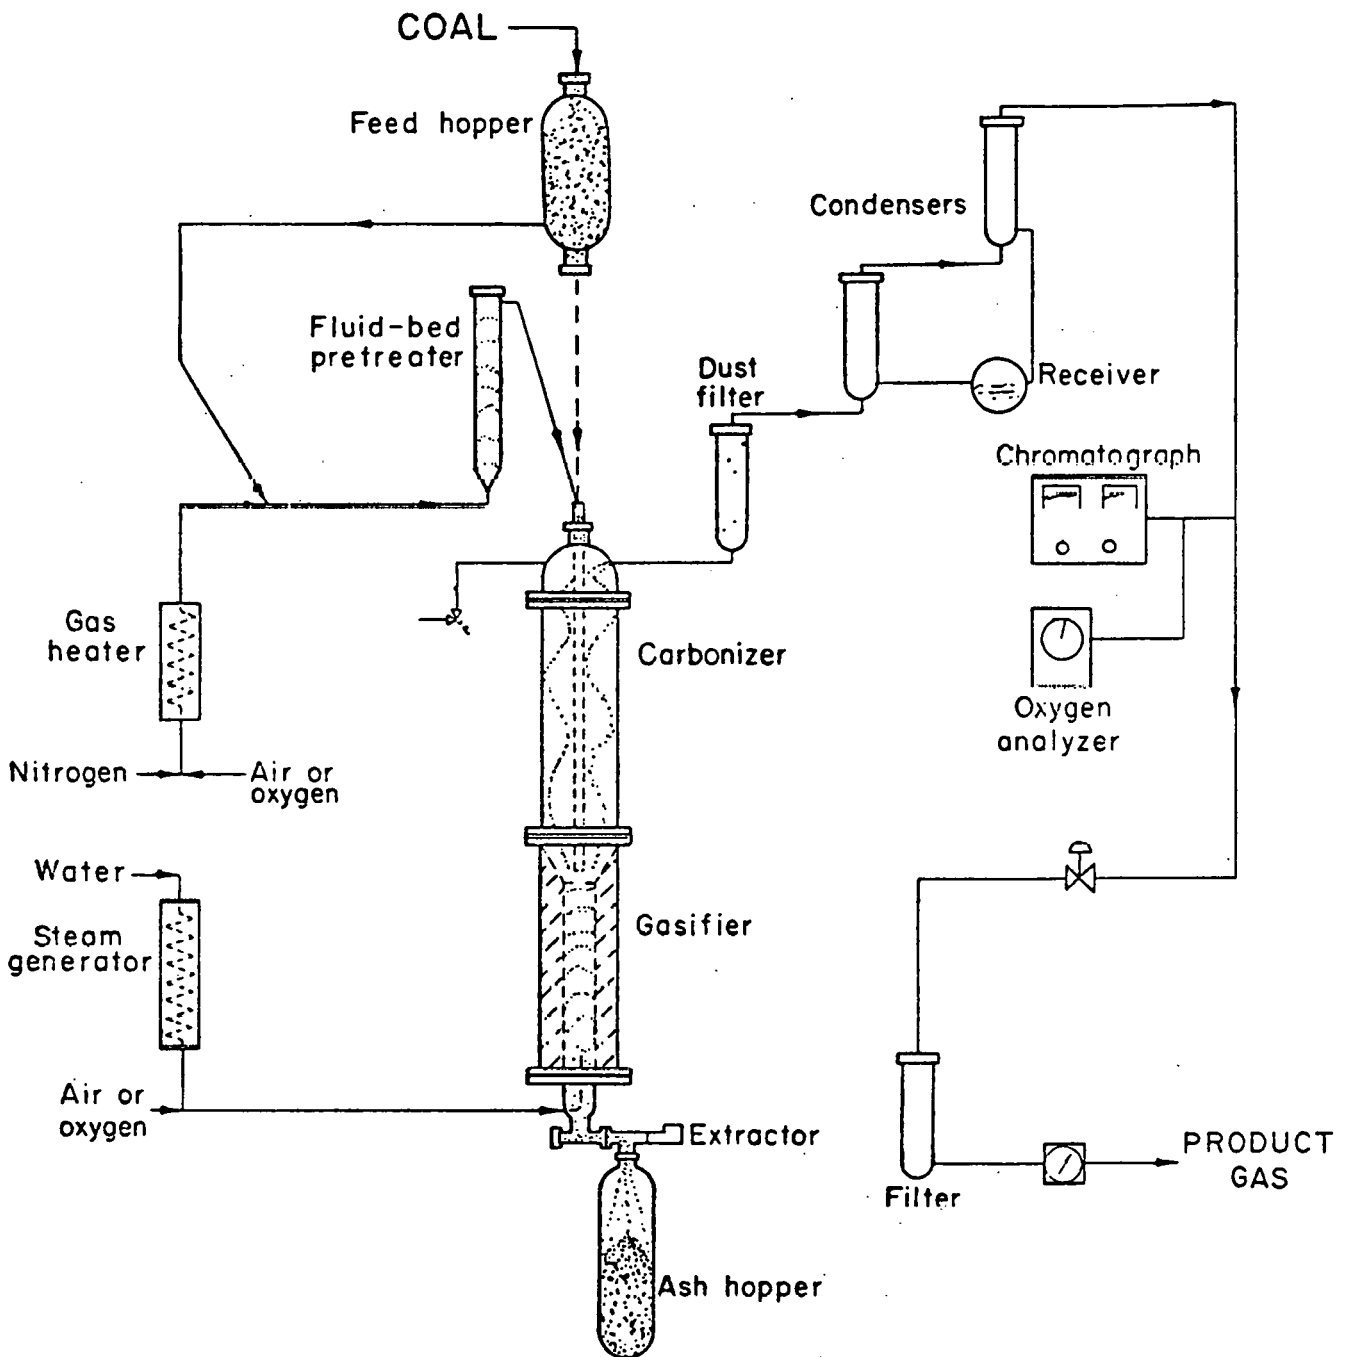 COAL
Feed hopper
Condensers
Fluid-bed
pretreater
Dust
filter
Receiver
Chromatograph
Gas
heater
Carbonizer
Oxygen
analyzer
Nitrogen
Air or
oxygen
Water
Steam
generator
Gasifier
Air or
oxygen
Extractor
PRODUCT
GAS
Filter
Ash hopper